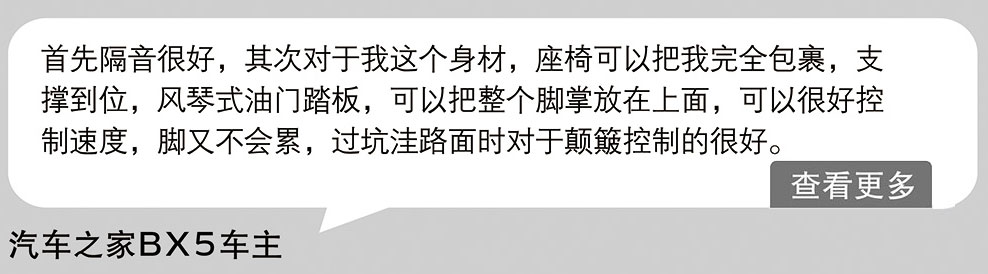 首先隔音很好，其次对于我这个身材，座椅可以把我完全包裹，支
撑到位，风琴式油门踏板，可以把整个脚掌放在上面，可以很好控
制速度，脚又不会累，过坑洼路面时对于颠簸控制的很好。
查看更多
汽车之家BX5车主